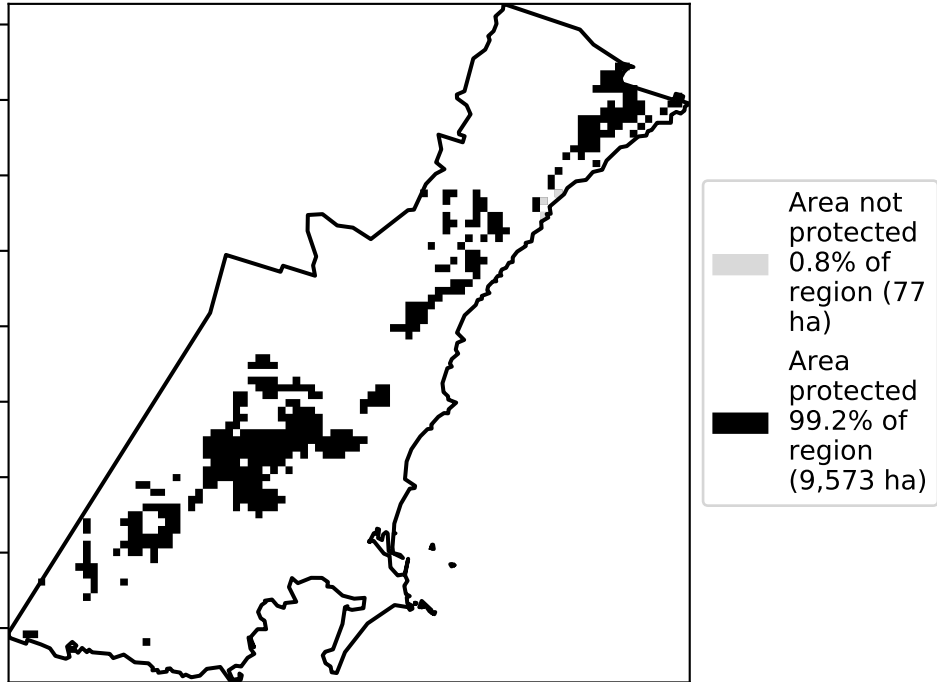 Area not
protected
0.8% of
region (77
ha)
Area
protected
99.2% of
region
(9,573 ha)